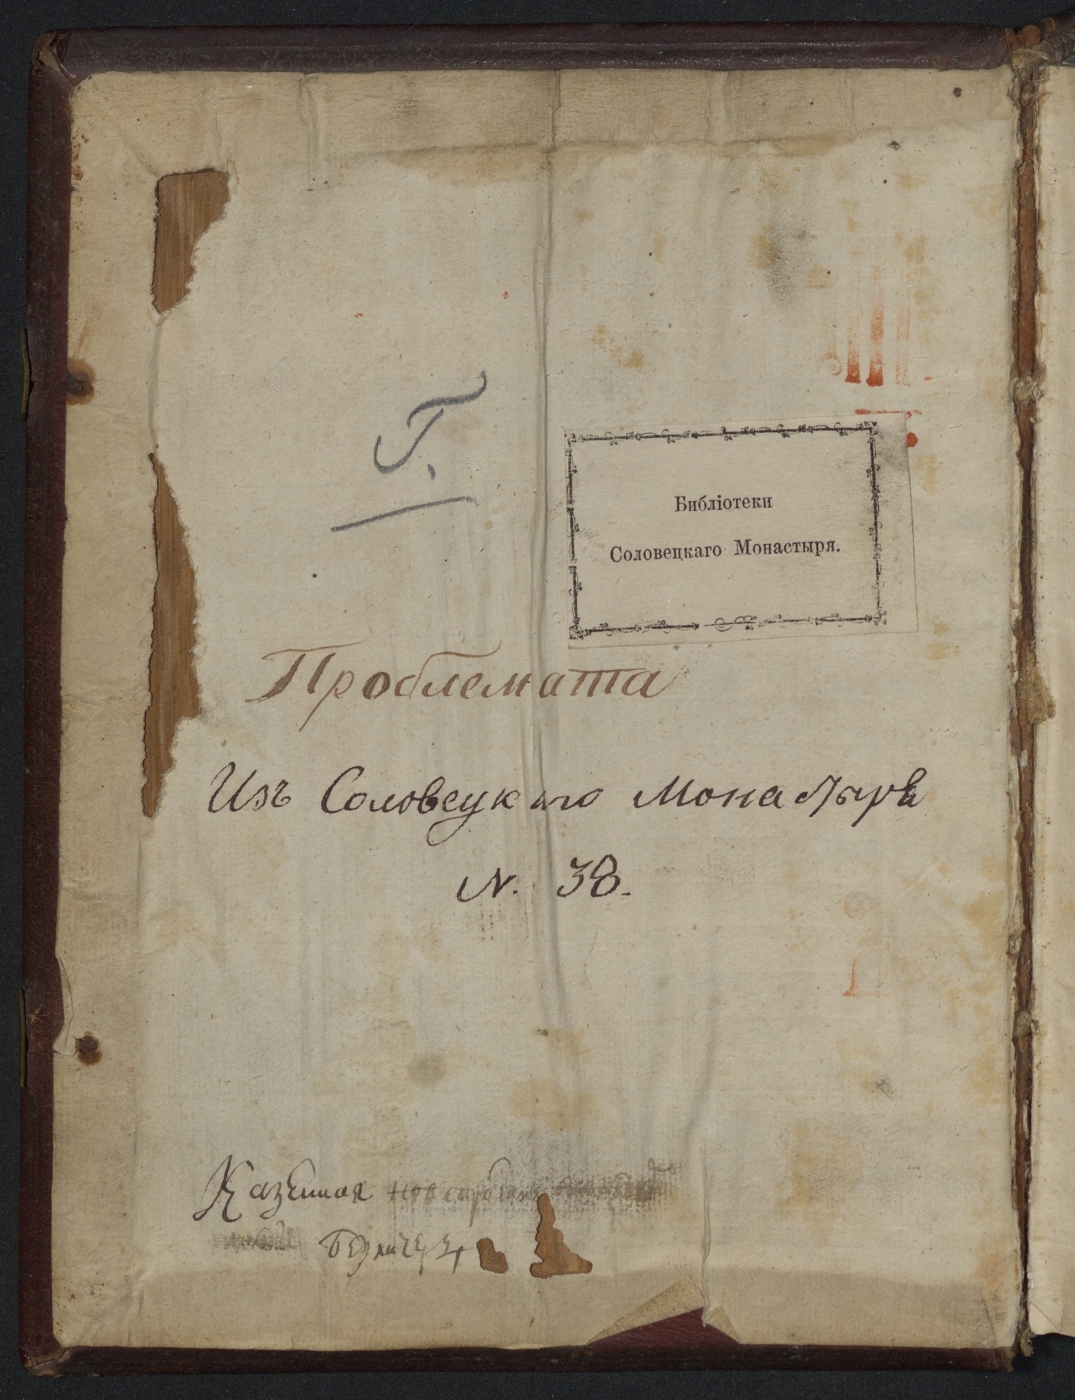 Г.
Библіотеки
Соловецкаго Монастыря.
Проблемата
Изъ Соловецкаго Монастыря
N. 38.
Казенная